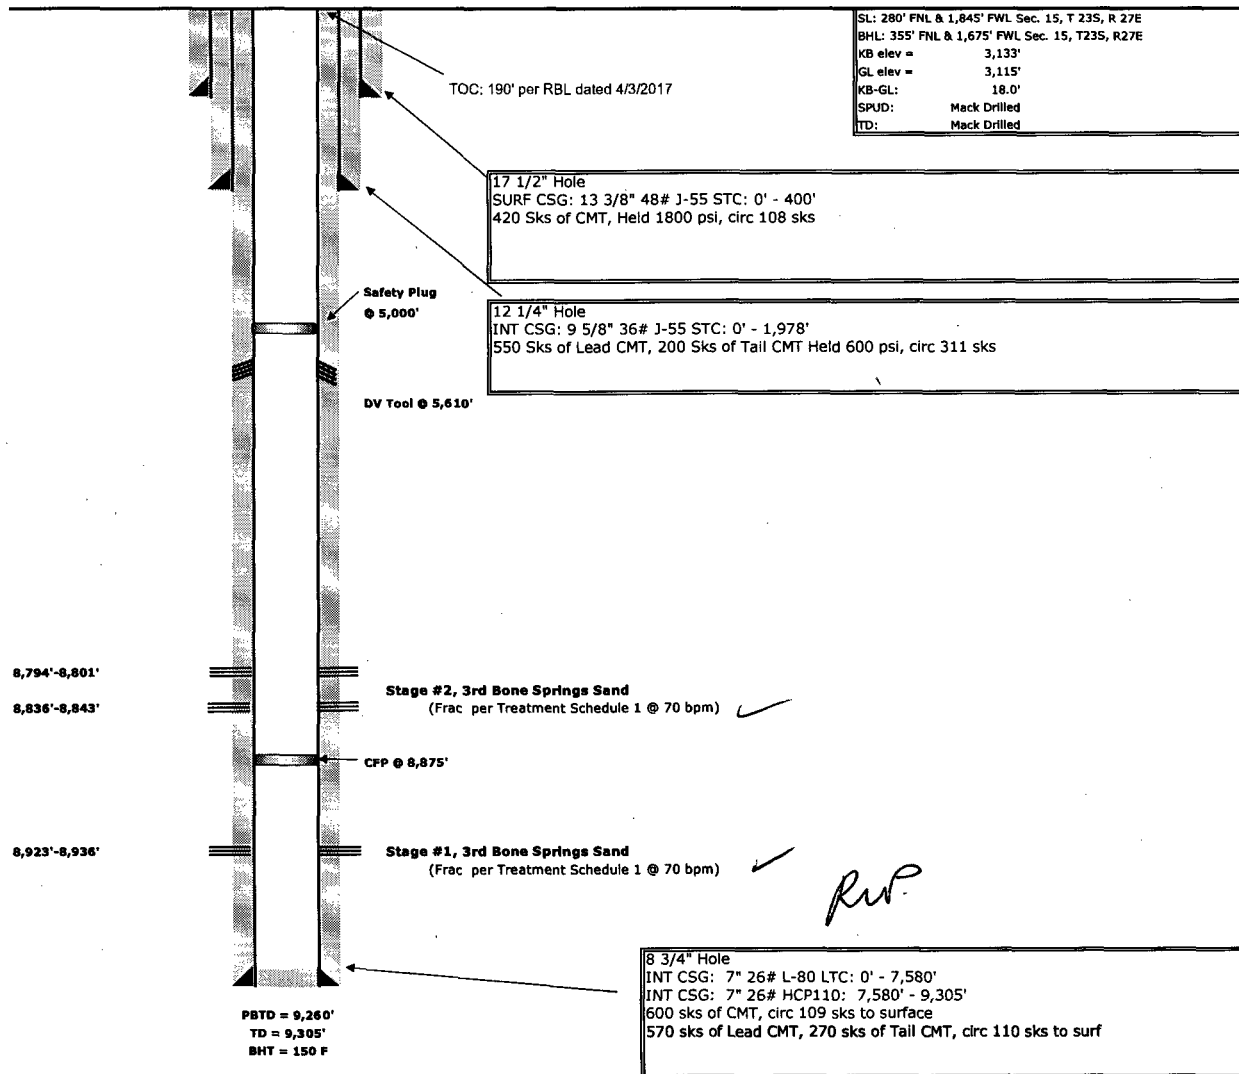 SL: 280' FNL & 1,845' FWL Sec. 15, T 23S, R 27E
BHL: 355' FNL & 1,675' FWL Sec. 15, T23S, R27E
KB elev = 3,133'
GL elev = 3,115'
KB-GL: 18.0'
SPUD: Mack Drilled
TD: Mack Drilled
TOC: 190' per RBL dated 4/3/2017
17 1/2" Hole
SURF CSG: 13 3/8" 48# J-55 STC: 0' - 400'
420 Sks of CMT, Held 1800 psi, circ 108 sks
Safety Plug
@ 5,000'
12 1/4" Hole
INT CSG: 9 5/8" 36# J-55 STC: 0' - 1,978'
550 Sks of Lead CMT, 200 Sks of Tail CMT Held 600 psi, circ 311 sks
DV Tool @ 5,610'
8,794'-8,801'
Stage #2, 3rd Bone Springs Sand
8,836'-8,843'
(Frac per Treatment Schedule 1 @ 70 bpm)
CFP @ 8,875'
8,923'-8,936'
Stage #1, 3rd Bone Springs Sand
(Frac per Treatment Schedule 1 @ 70 bpm)
8 3/4" Hole
INT CSG: 7" 26# L-80 LTC: 0' - 7,580'
INT CSG: 7" 26# HCP110: 7,580' - 9,305'
600 sks of CMT, circ 109 sks to surface
570 sks of Lead CMT, 270 sks of Tail CMT, circ 110 sks to surf
PBTD = 9,260'
TD = 9,305'
BHT = 150 F